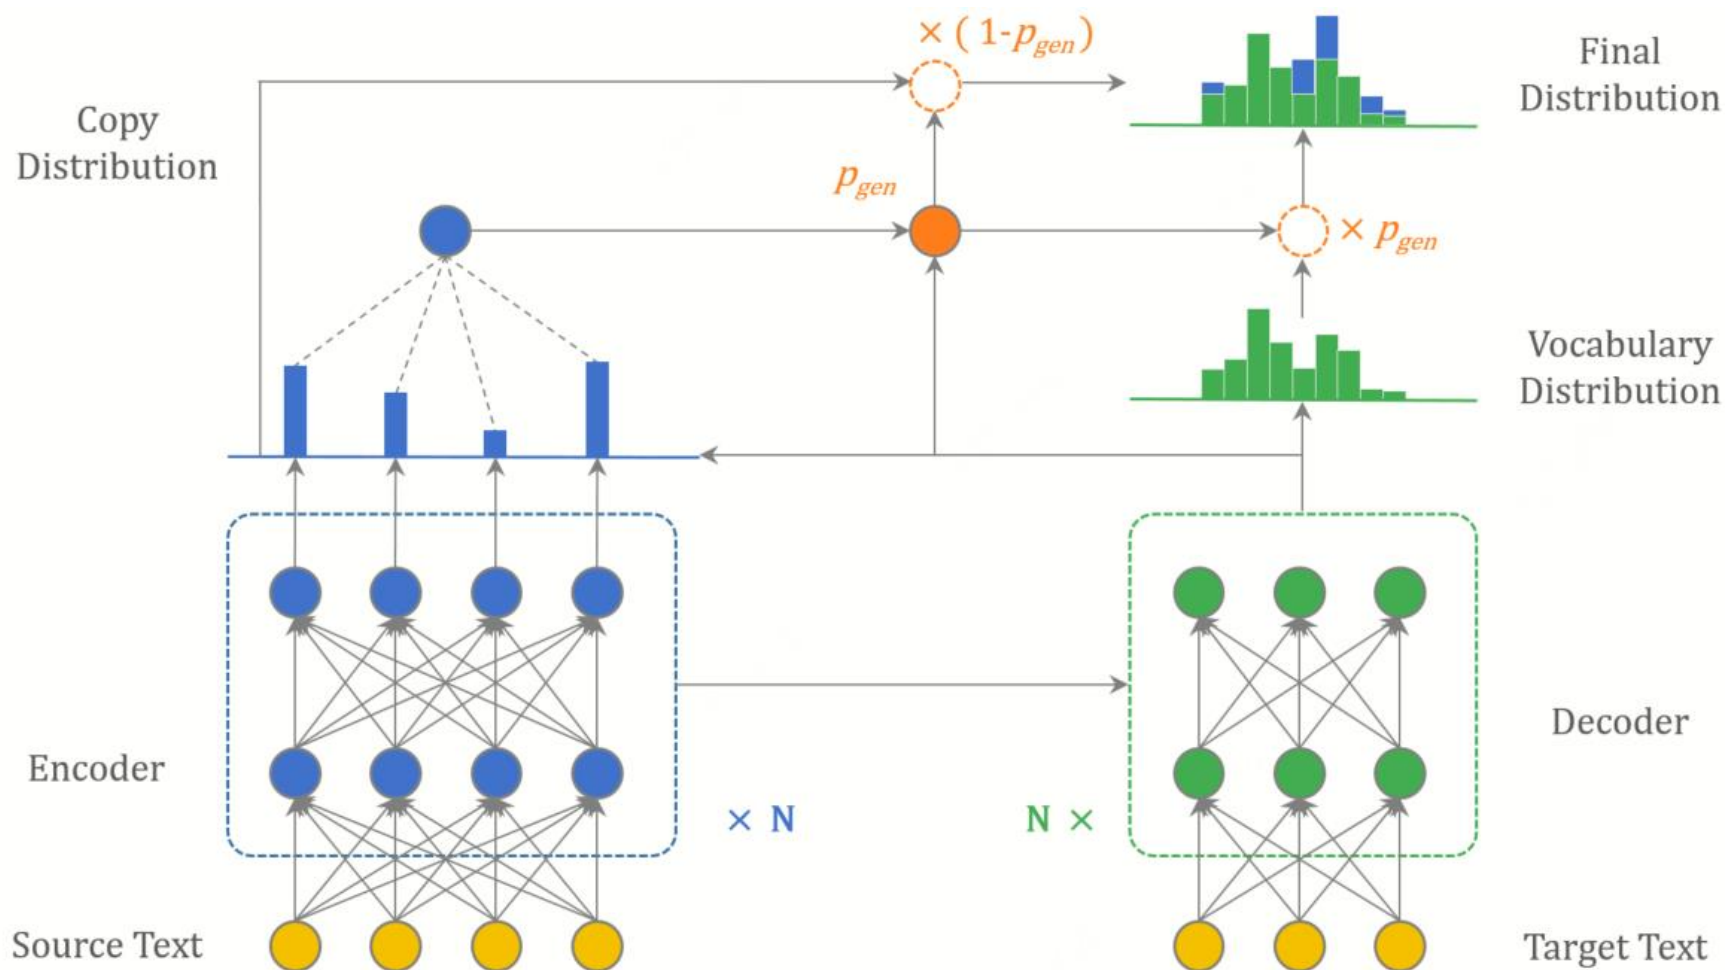 × ( 1-p_gen )
Final
Distribution
Copy
Distribution
p_gen
× p_gen
Vocabulary
Distribution
Decoder
Encoder
× N
N ×
Source Text
Target Text